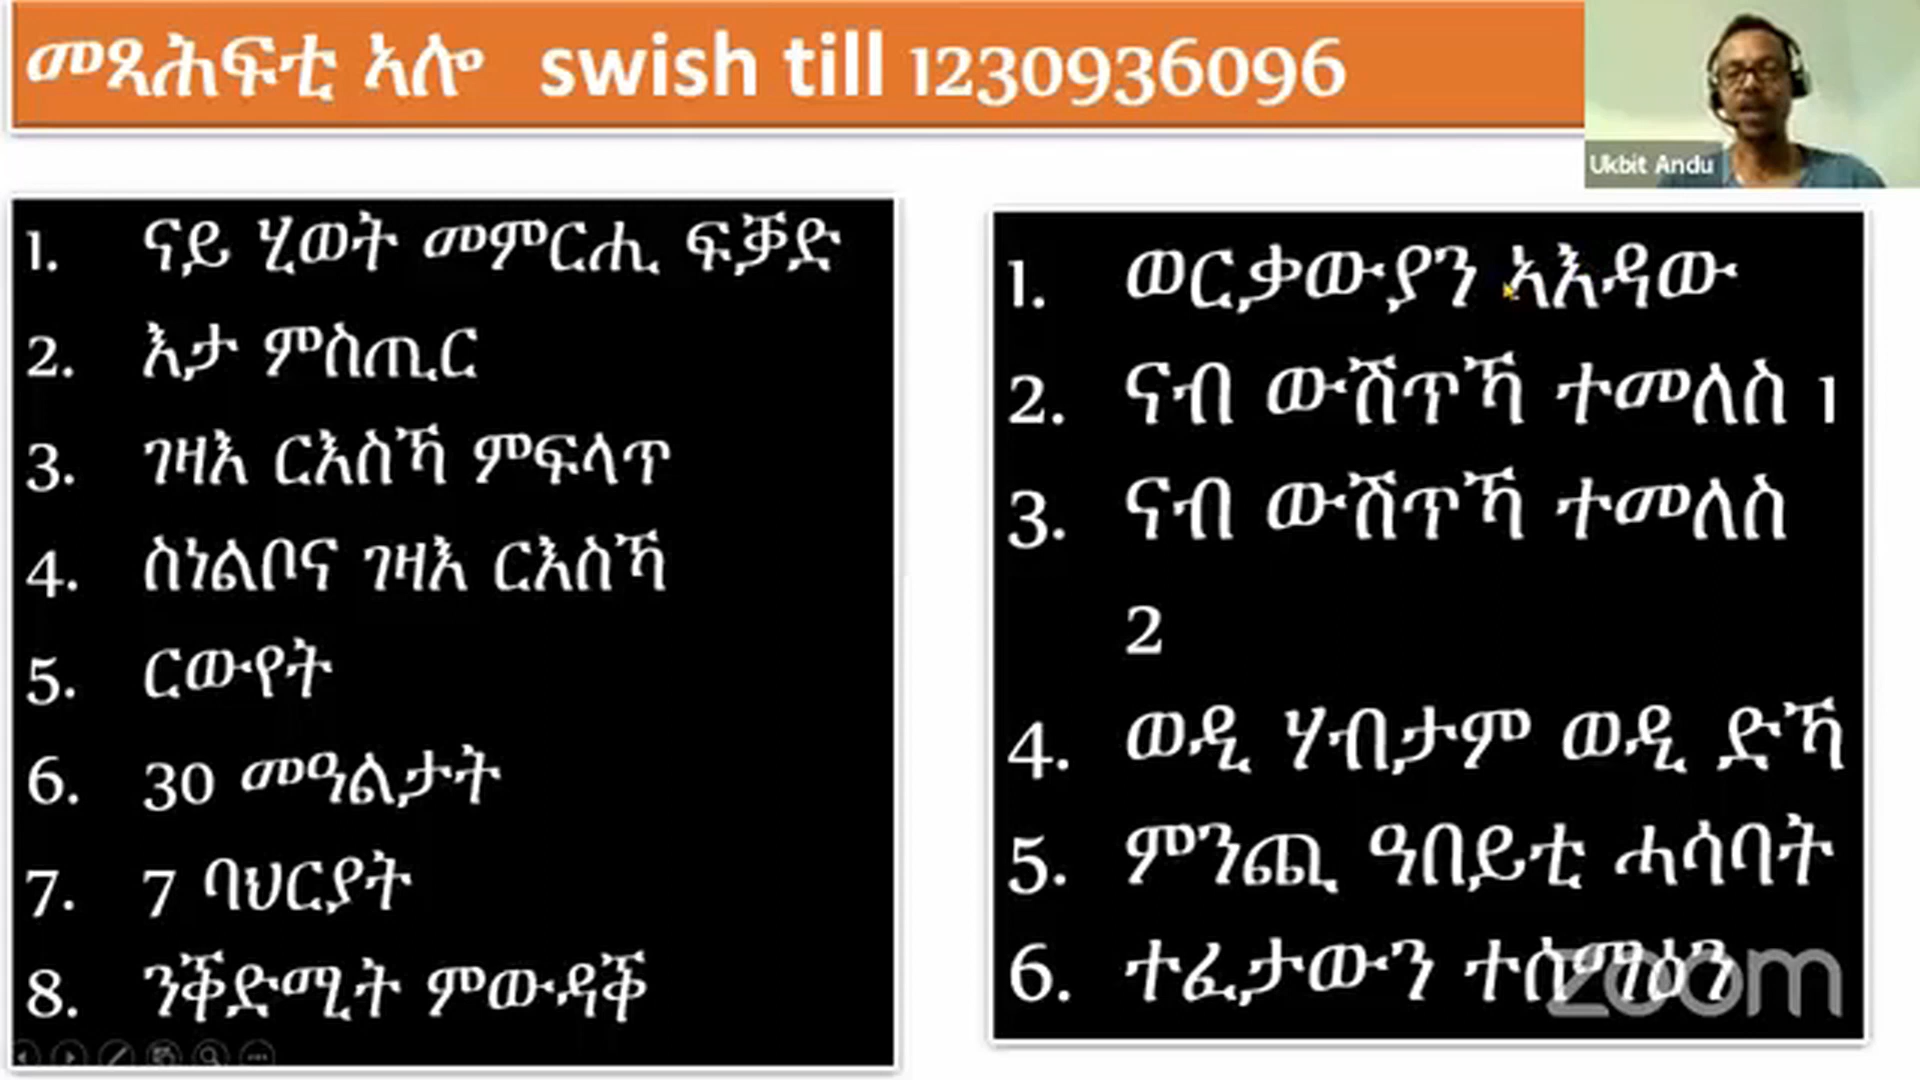 መጻሕፍቲ ኣሎ swish till 1230936096
Ukbit Andu
1. ናይ ሂወት መምርሒ ፍቓድ
2. እታ ምስጢር
3. ገዛእ ርእስኻ ምፍላጥ
4. ስነልቦና ገዛእ ርእስኻ
5. ርውየት
6. 30 መዓልታት
7. 7 ባህርያት
8. ንቕድሚት ምውዳቕ
1. ወርቃውያን ኣእዳው
2. ናብ ውሽጥኻ ተመለስ 1
3. ናብ ውሽጥኻ ተመለስ
2
4. ወዲ ሃብታም ወዲ ድኻ
5. ምንጪ ዓበይቲ ሓሳባት
6. ተፈታውን ተሰማዕን
zoom